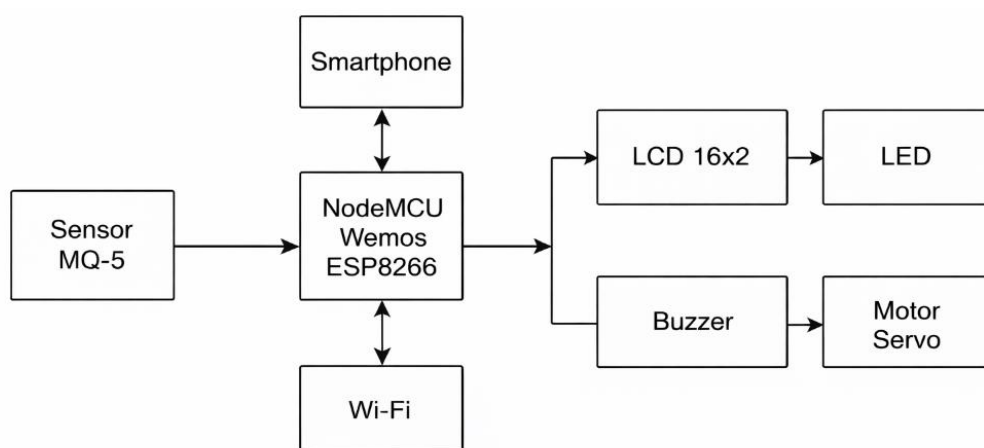 Smartphone
LCD 16x2
LED
Sensor
MQ-5
NodeMCU
Wemos
ESP8266
Buzzer
Motor
Servo
Wi-Fi